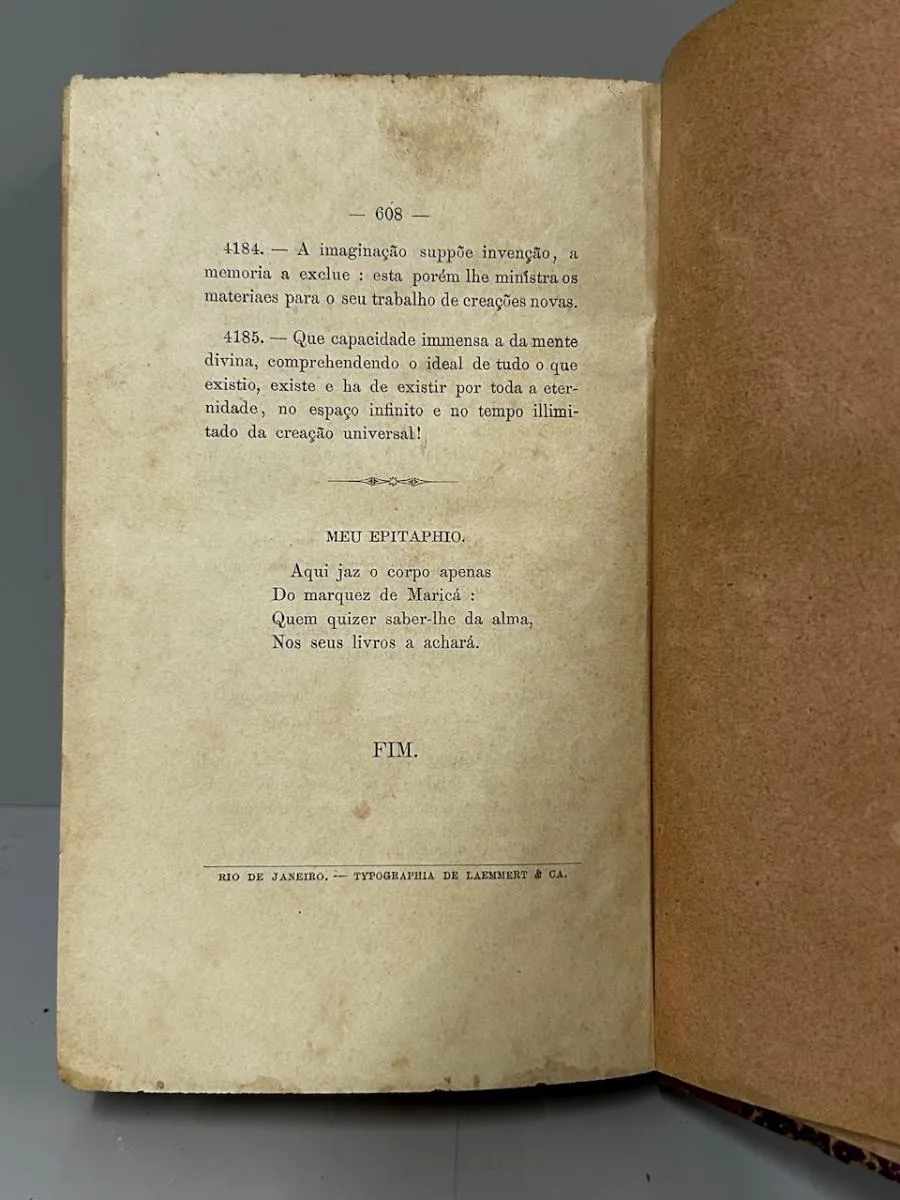 — 608 —
4184. — A imaginação suppõe invenção, a
memoria a exclue : esta porém lhe ministra os
materiaes para o seu trabalho de creações novas.
4185. — Que capacidade immensa a da mente
divina, comprehendendo o ideal de tudo o que
existio, existe e ha de existir por toda a eter-
nidade, no espaço infinito e no tempo illimi-
tado da creação universal!
MEU EPITAPHIO.
Aqui jaz o corpo apenas
Do marquez de Maricá :
Quem quizer saber-lhe da alma,
Nos seus livros a achará.
FIM.
RIO DE JANEIRO. — TYPOGRAPHIA DE LAEMMERT & CA.